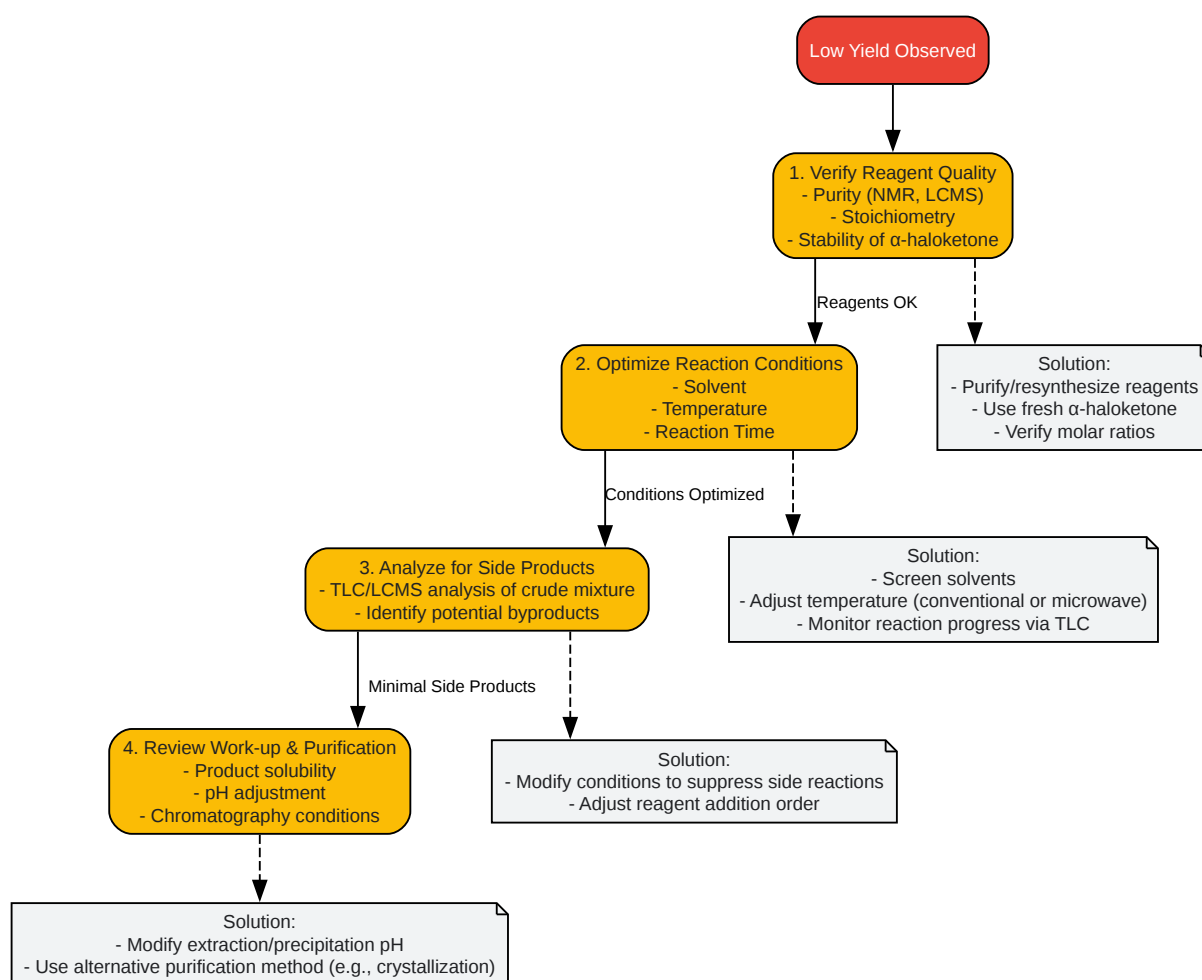 Low Yield Observed
1. Verify Reagent Quality
- Purity (NMR, LCMS)
- Stoichiometry
- Stability of α-haloketone
Reagents OK
2. Optimize Reaction Conditions
- Solvent
- Temperature
- Reaction Time
Solution:
- Purify/resynthesize reagents
- Use fresh α-haloketone
- Verify molar ratios
Conditions Optimized
3. Analyze for Side Products
- TLC/LCMS analysis of crude mixture
- Identify potential byproducts
Solution:
- Screen solvents
- Adjust temperature (conventional or microwave)
- Monitor reaction progress via TLC
Minimal Side Products
4. Review Work-up & Purification
- Product solubility
- pH adjustment
- Chromatography conditions
Solution:
- Modify conditions to suppress side reactions
- Adjust reagent addition order
Solution:
- Modify extraction/precipitation pH
- Use alternative purification method (e.g., crystallization)